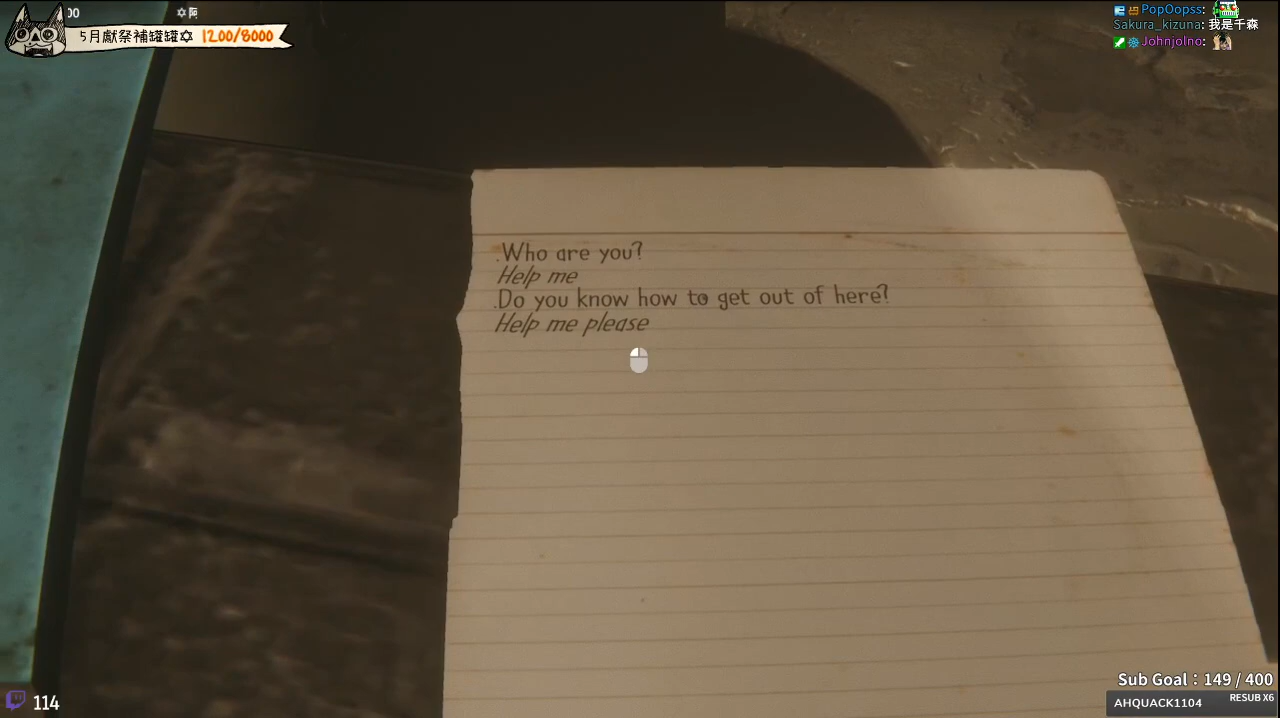 00
✡阿
5月獻祭補罐罐✡ 1200/8000
PopOopss:
Sakura_kizuna: 我是千森
Johnjolno:
.Who are you?
Help me
.Do you know how to get out of here?
Help me please
114
Sub Goal : 149 / 400
AHQUACK1104 RESUB X6